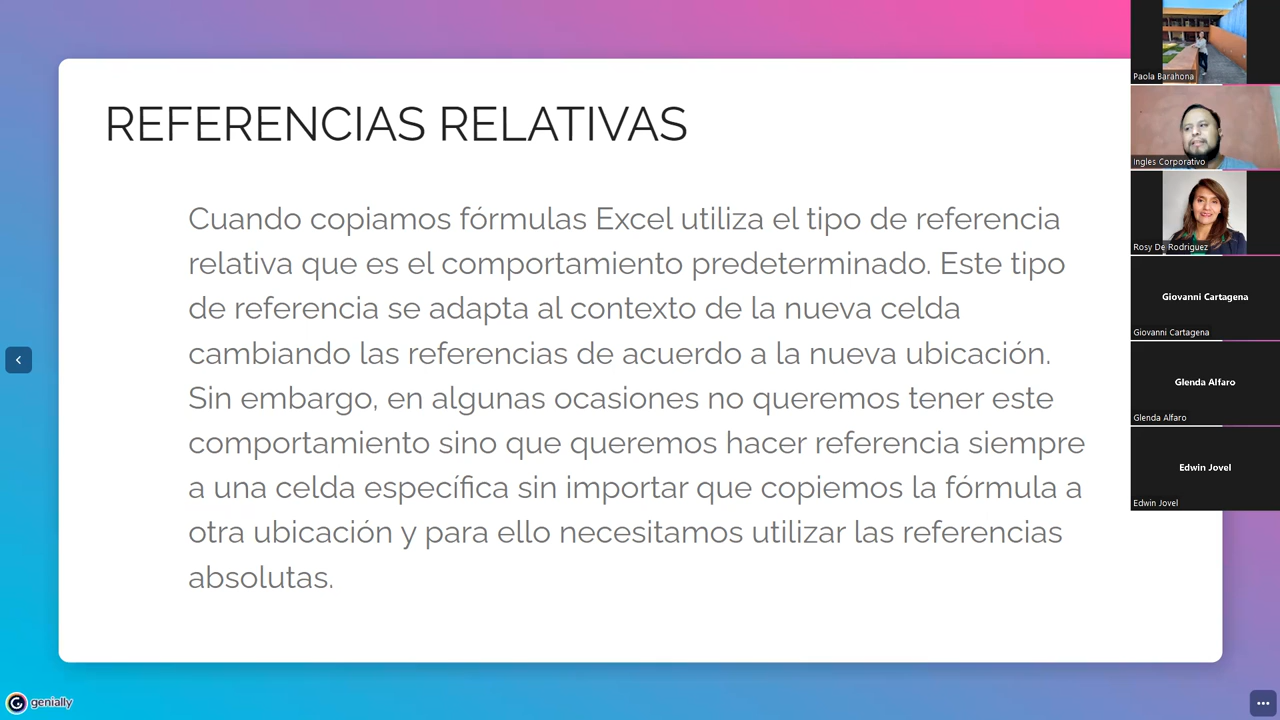 REFERENCIAS RELATIVAS
Cuando copiamos fórmulas Excel utiliza el tipo de referencia
relativa que es el comportamiento predeterminado. Este tipo
de referencia se adapta al contexto de la nueva celda
cambiando las referencias de acuerdo a la nueva ubicación.
Sin embargo, en algunas ocasiones no queremos tener este
comportamiento sino que queremos hacer referencia siempre
a una celda específica sin importar que copiemos la fórmula a
otra ubicación y para ello necesitamos utilizar las referencias
absolutas.
Paola Barahona
Ingles Corporativo
Rosy De Rodriguez
Giovanni Cartagena
Giovanni Cartagena
Glenda Alfaro
Glenda Alfaro
Edwin Jovel
Edwin Jovel
genially